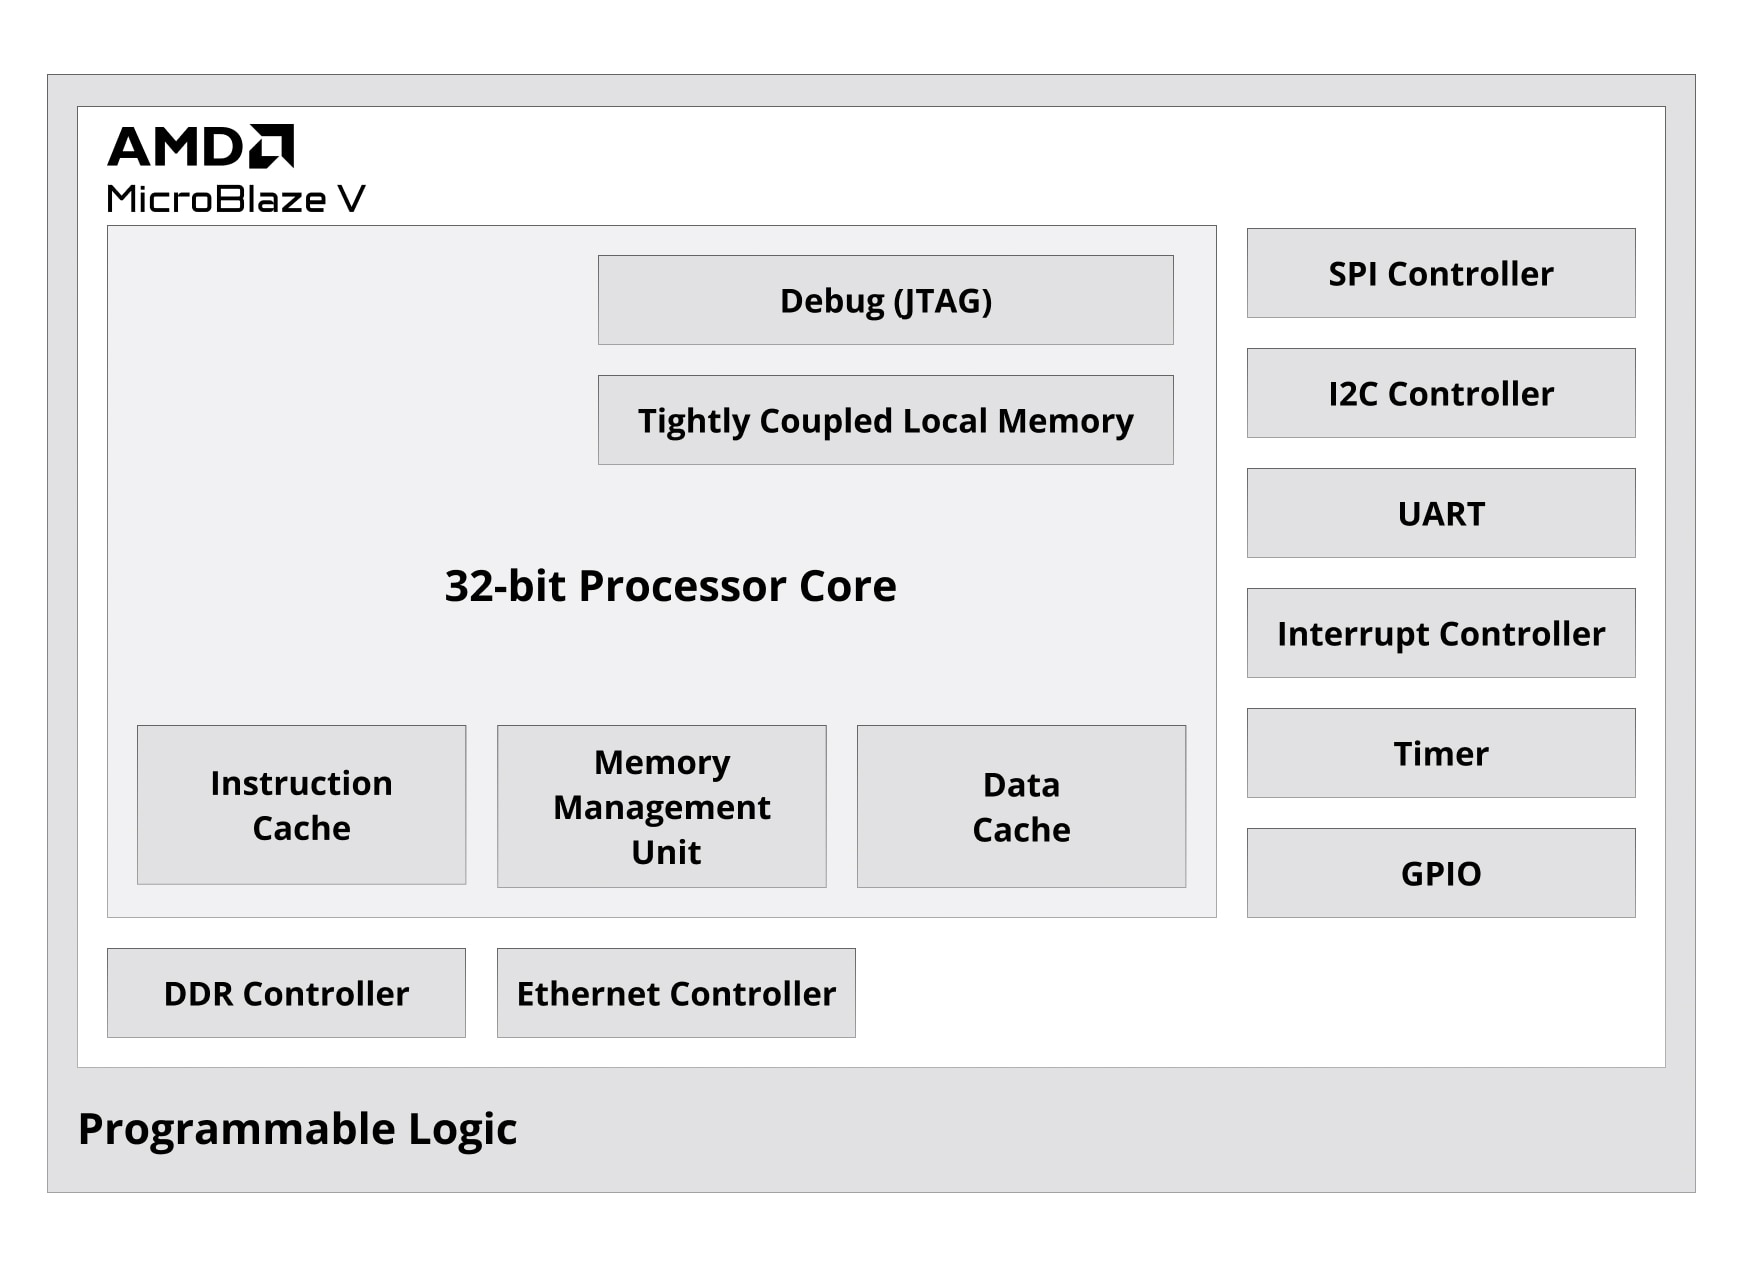 AMD
MicroBlaze V
Debug (JTAG)
Tightly Coupled Local Memory
32-bit Processor Core
Instruction
Cache
Memory
Management
Unit
Data
Cache
SPI Controller
I2C Controller
UART
Interrupt Controller
Timer
GPIO
DDR Controller
Ethernet Controller
Programmable Logic